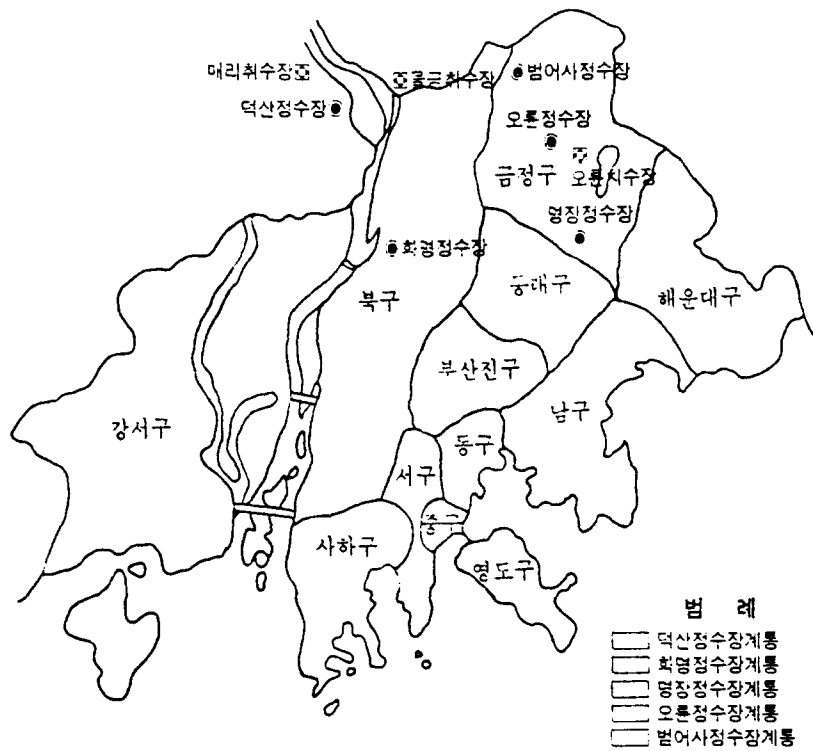 매리취수장
물금취수장
범어사정수장
덕산정수장
오륜정수장
금정구
오륜취수장
명장정수장
화명정수장
동래구
해운대구
북구
부산진구
남구
강서구
동구
서구
중구
사하구
영도구
범 례
덕산정수장계통
화명정수장계통
명장정수장계통
오륜정수장계통
범어사정수장계통